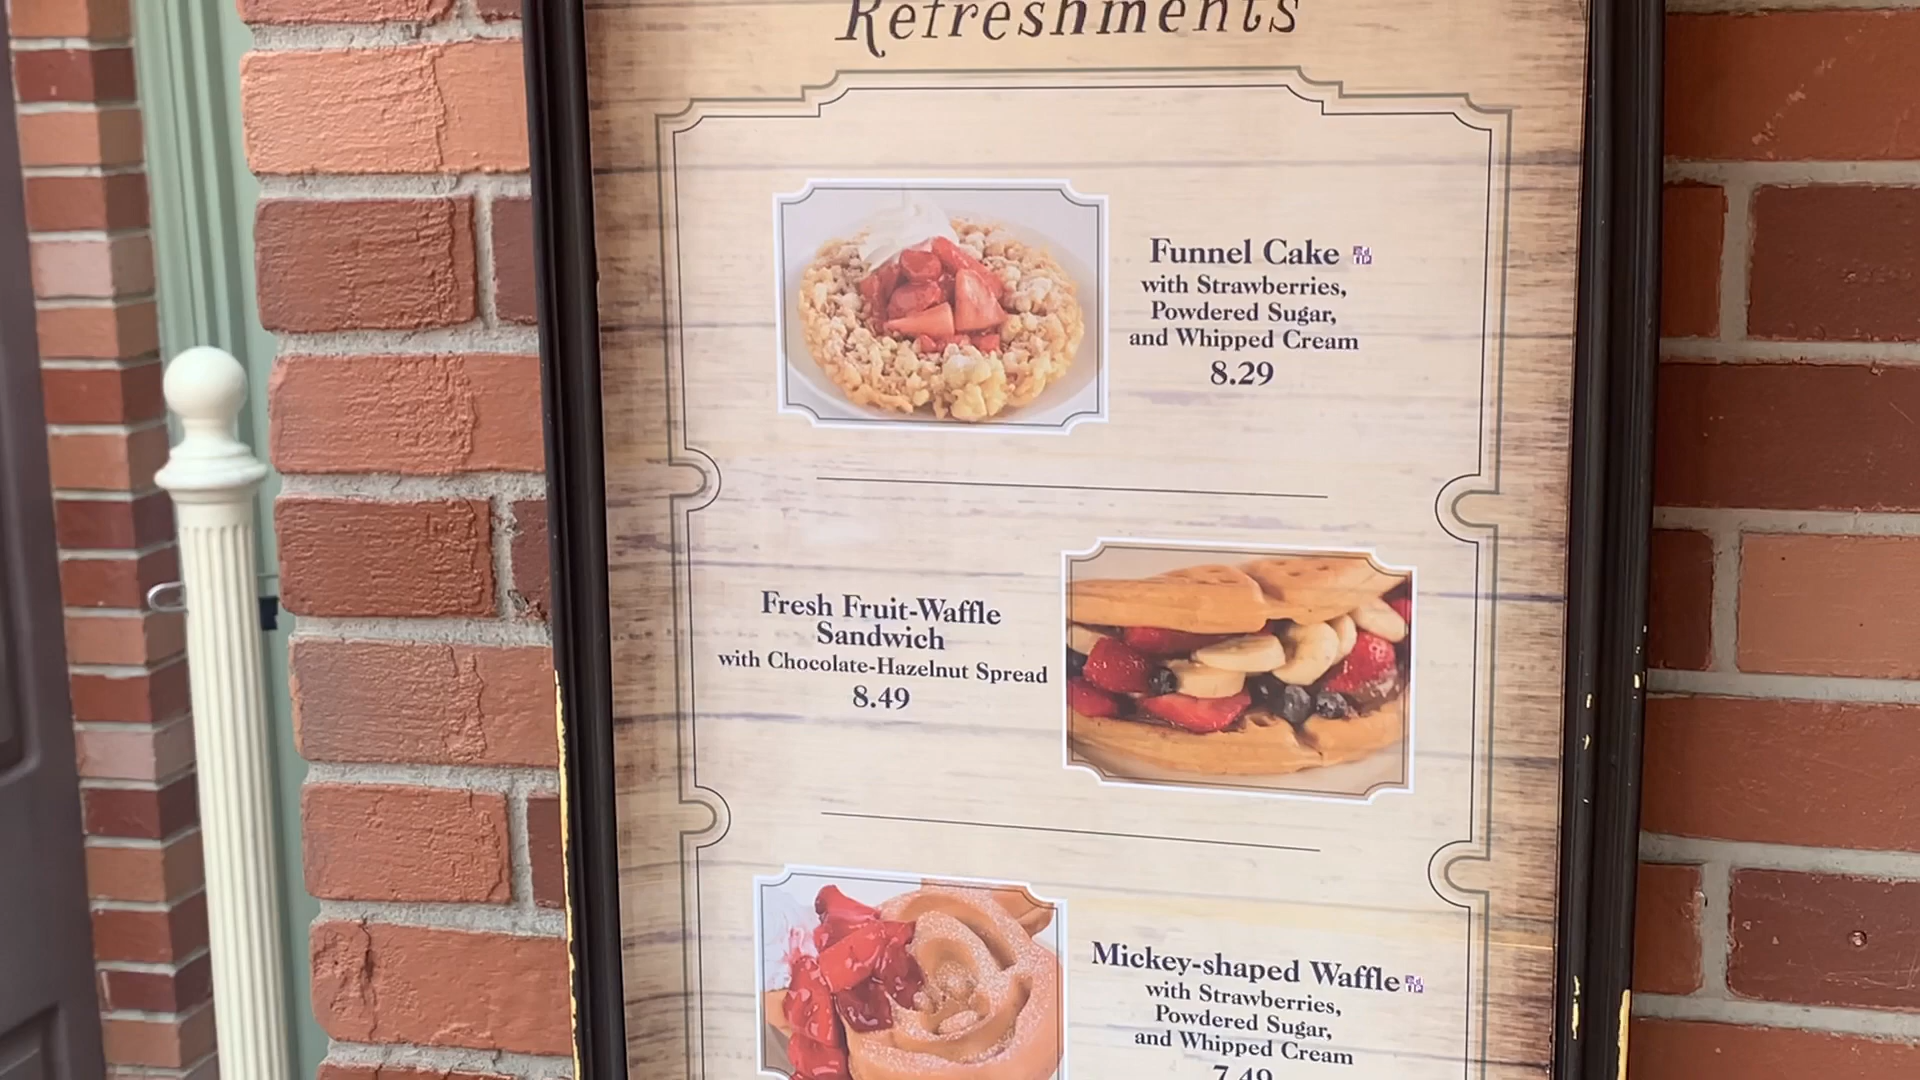 Refreshments
Funnel Cake
with Strawberries,
Powdered Sugar,
and Whipped Cream
8.29
Fresh Fruit-Waffle
Sandwich
with Chocolate-Hazelnut Spread
8.49
Mickey-shaped Waffle
with Strawberries,
Powdered Sugar,
and Whipped Cream
7.49